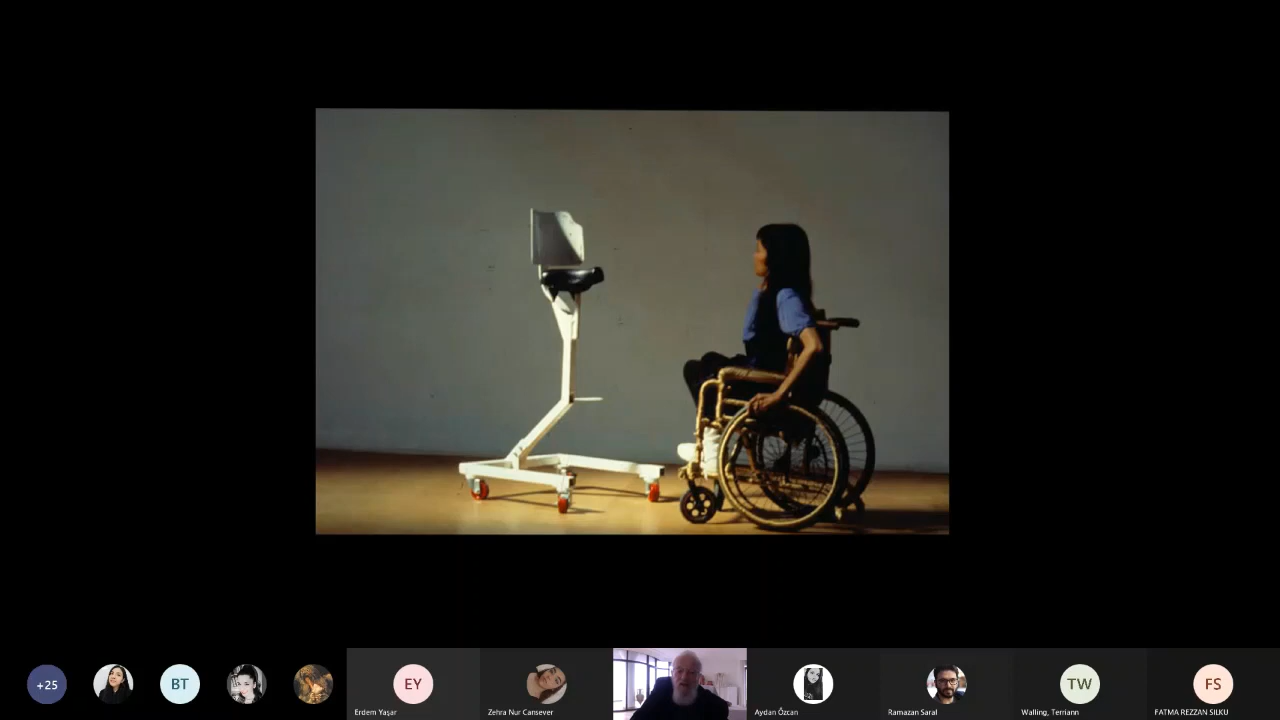 +25
BT
EY
TW
FS
Erdem Yaşar
Zehra Nur Cansever
Aydan Özcan
Ramazan Saral
Walling, Terriann
FATMA REZZAN SILKU